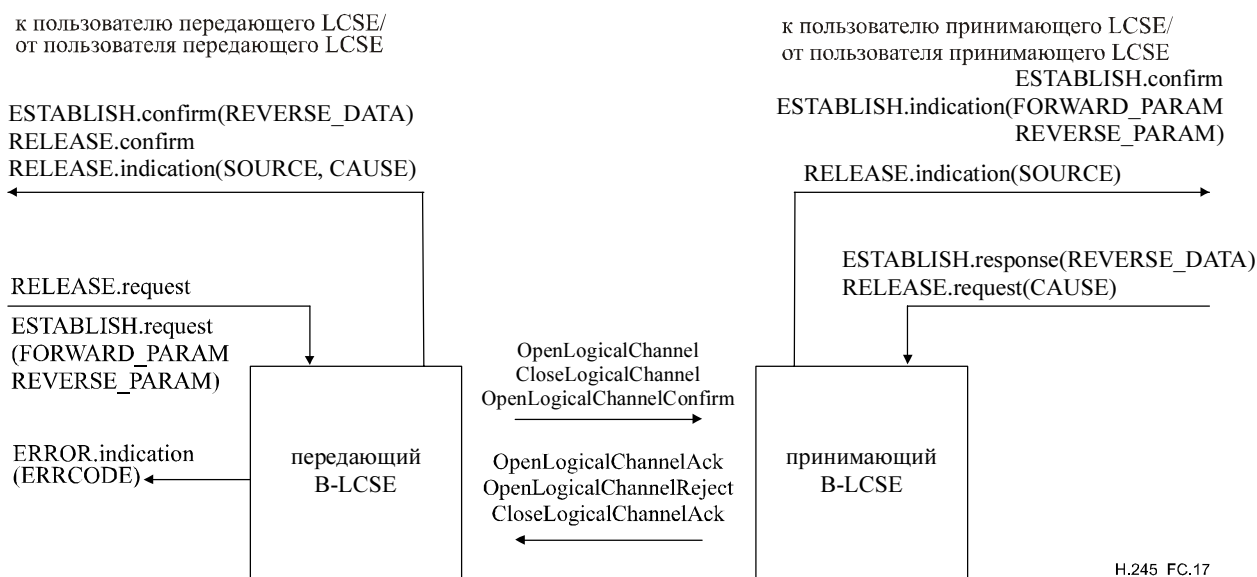 к пользователю передающего LCSE/
от пользователя передающего LCSE
к пользователю принимающего LCSE/
от пользователя принимающего LCSE
ESTABLISH.confirm(REVERSE_DATA)
RELEASE.confirm
RELEASE.indication(SOURCE, CAUSE)
ESTABLISH.confirm
ESTABLISH.indication(FORWARD_PARAM
REVERSE_PARAM)
RELEASE.indication(SOURCE)
RELEASE.request
ESTABLISH.request
(FORWARD_PARAM
REVERSE_PARAM)
ESTABLISH.response(REVERSE_DATA)
RELEASE.request(CAUSE)
OpenLogicalChannel
CloseLogicalChannel
OpenLogicalChannelConfirm
ERROR.indication
(ERRCODE)
передающий
B-LCSE
OpenLogicalChannelAck
OpenLogicalChannelReject
CloseLogicalChannelAck
принимающий
B-LCSE
H.245_FC.17